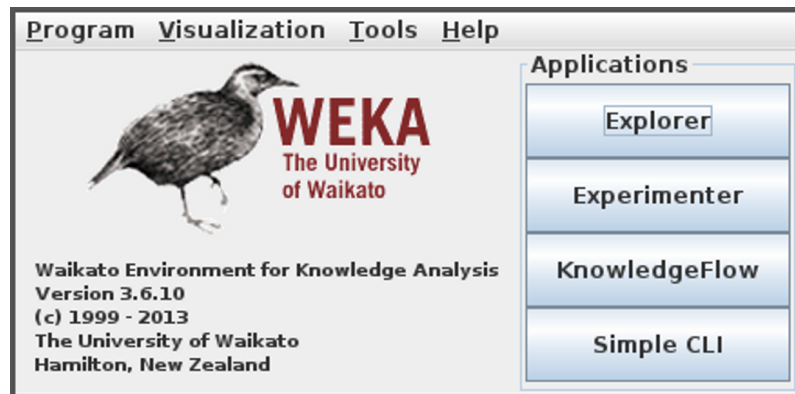 Program Visualization Tools Help
WEKA
The University
of Waikato
Waikato Environment for Knowledge Analysis
Version 3.6.10
(c) 1999 - 2013
The University of Waikato
Hamilton, New Zealand
Applications
Explorer
Experimenter
KnowledgeFlow
Simple CLI